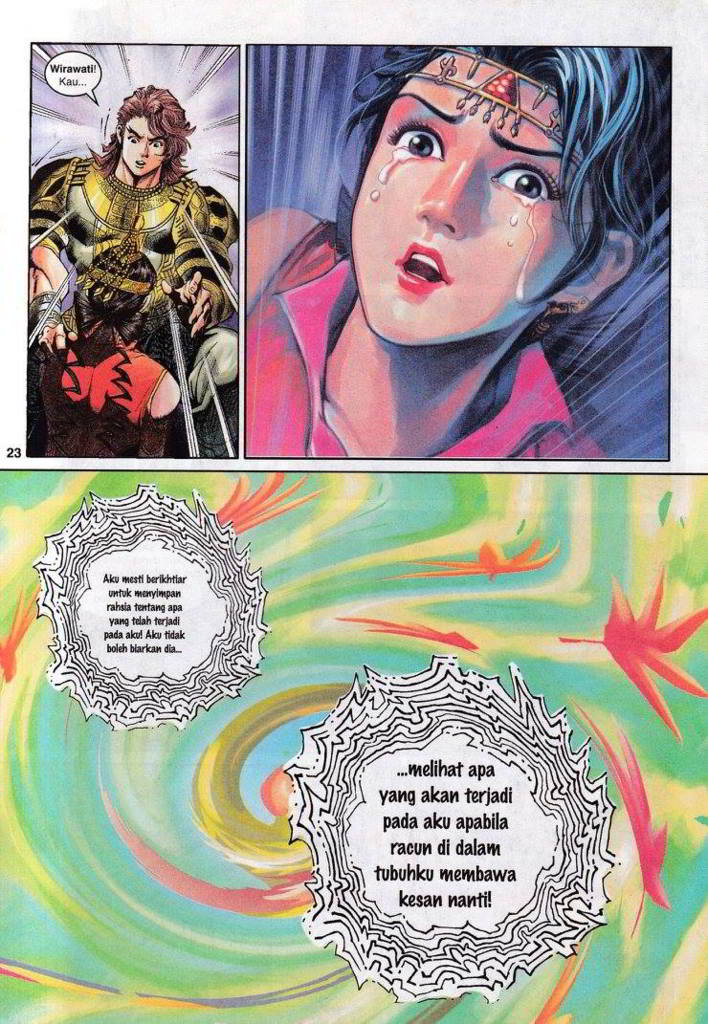 Wirawati!
Kau...
23
Aku mesti berikhtiar
untuk menyimpan
rahsia tentang apa
yang telah terjadi
pada aku! Aku tidak
boleh biarkan dia...
...melihat apa
yang akan terjadi
pada aku apabila
racun di dalam
tubuhku membawa
kesan nanti!